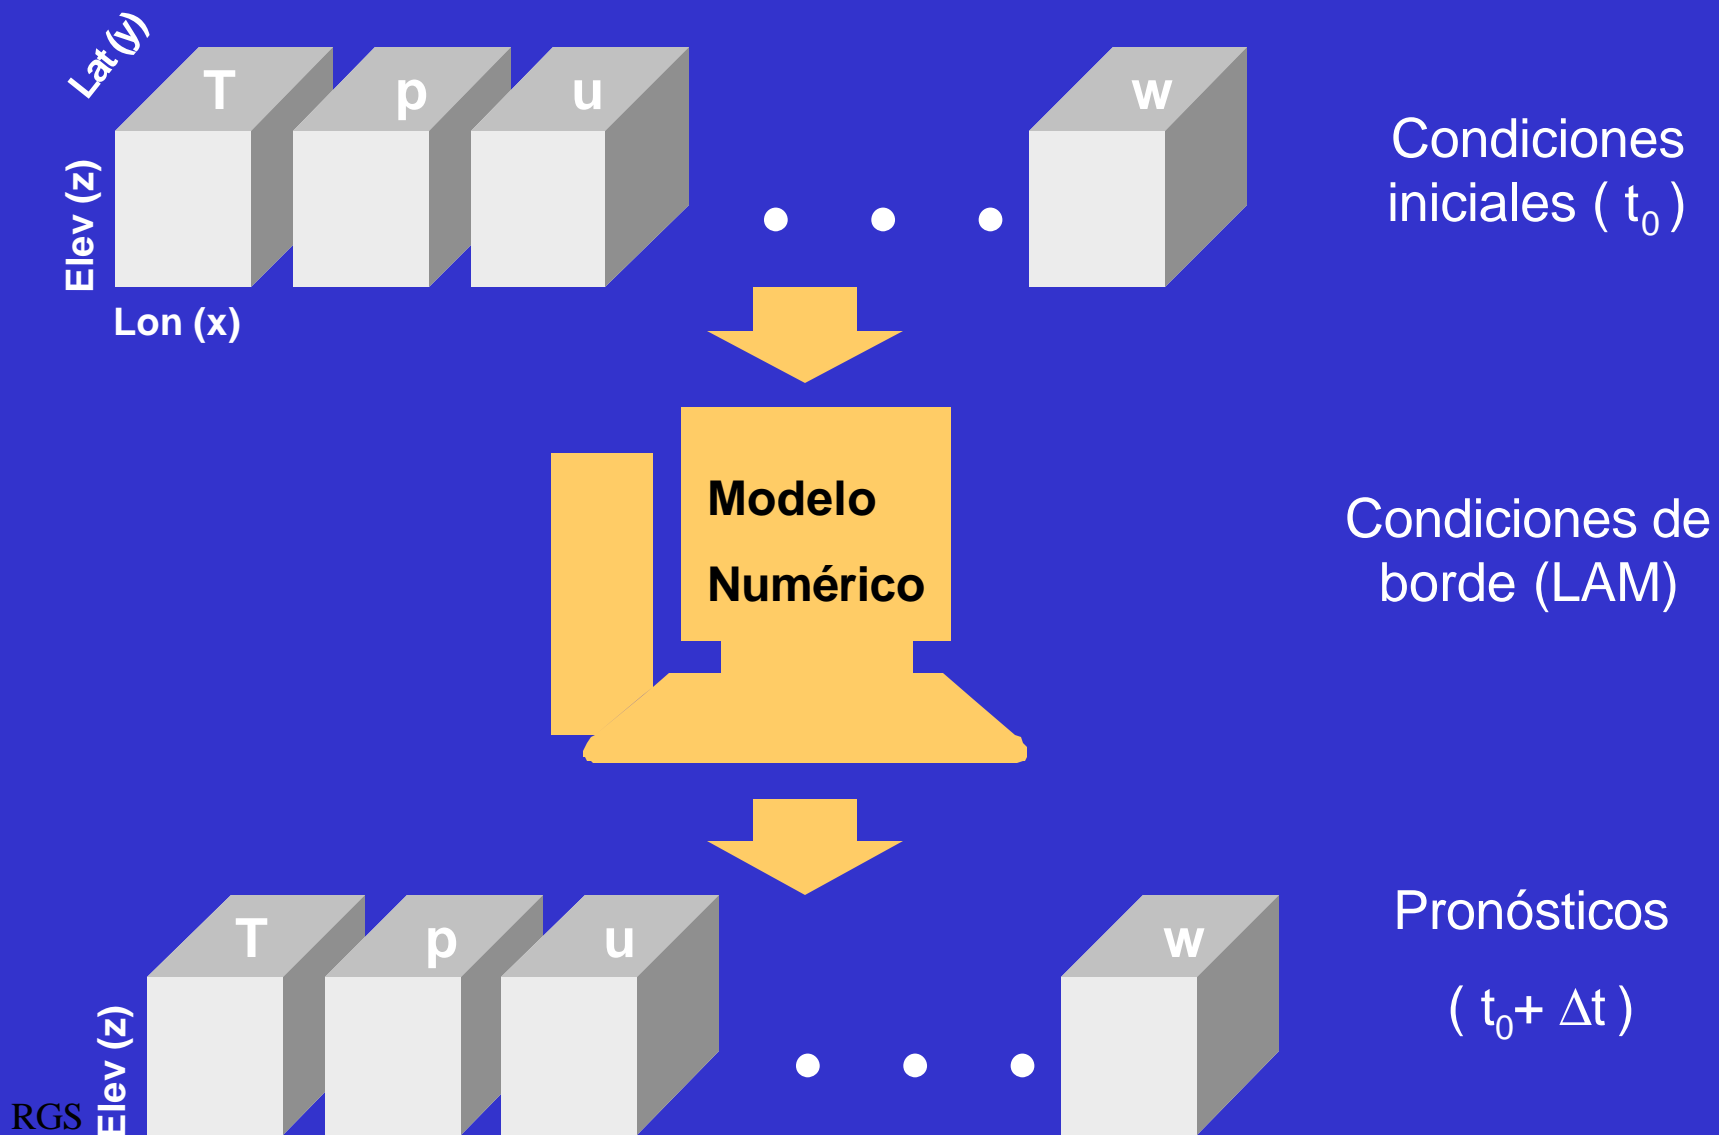 Lat (y)
T p u w
Elev (z)
Lon (x)
Condiciones
iniciales ( t₀ )
Modelo
Numérico
Condiciones de
borde (LAM)
T p u w
Elev (z)
Pronósticos
( t₀+ Δt )
RGS